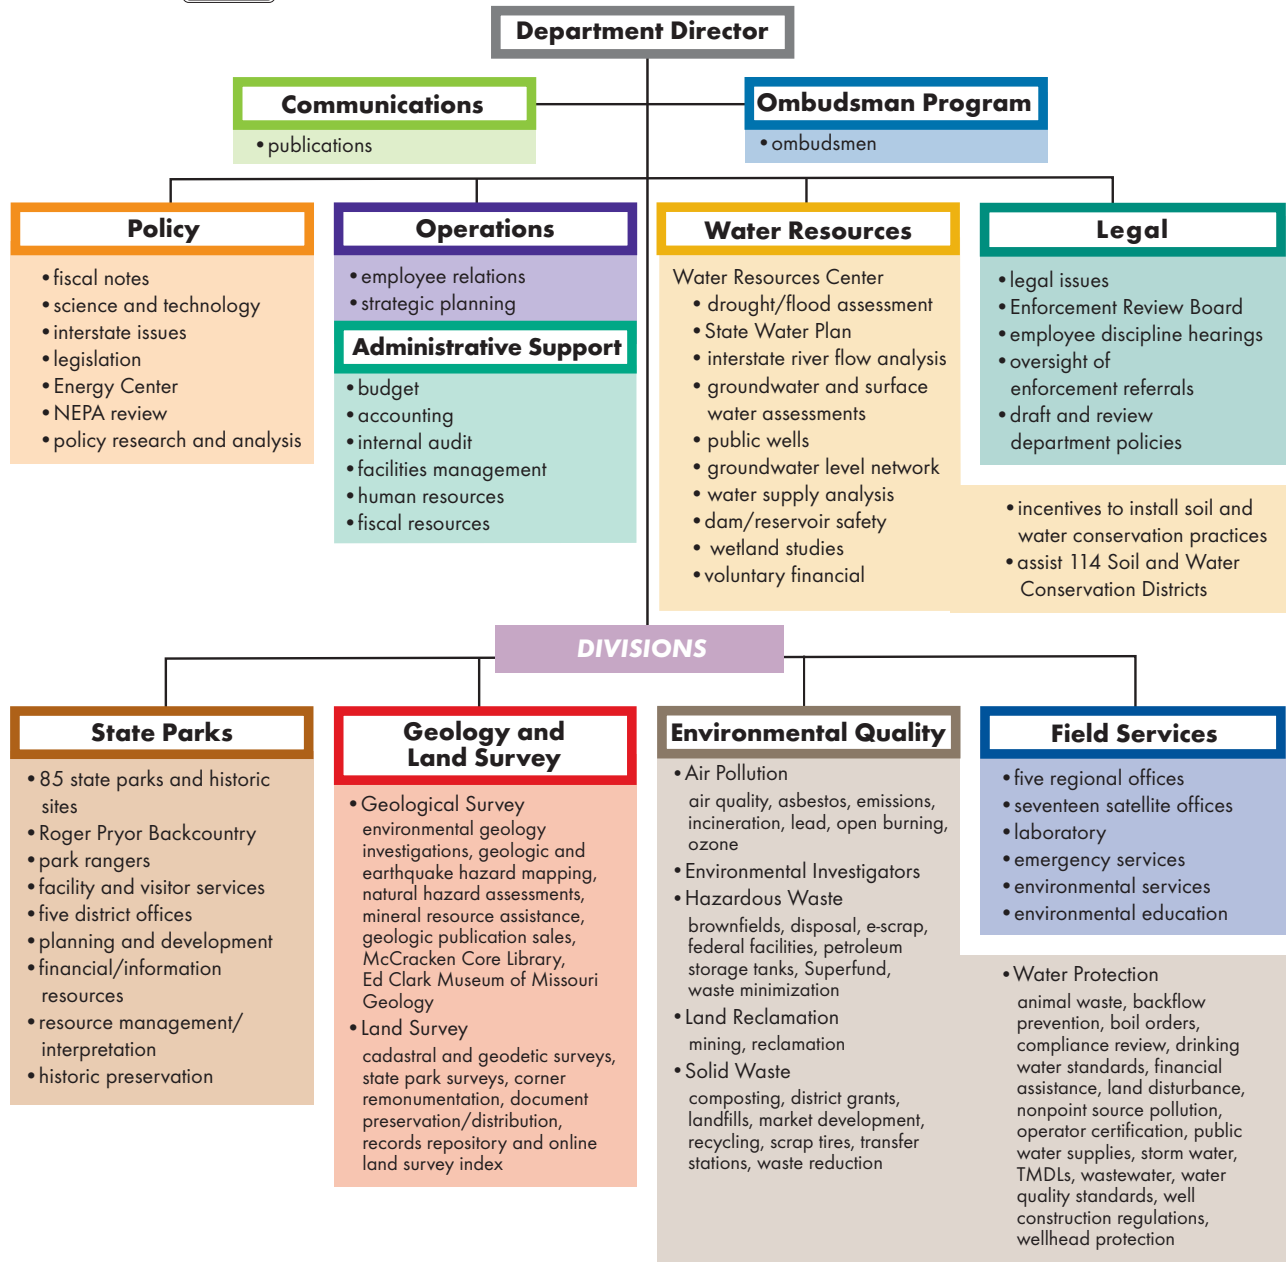 Department Director
Communications
• publications
Ombudsman Program
• ombudsmen
Policy
• fiscal notes
• science and technology
• interstate issues
• legislation
• Energy Center
• NEPA review
• policy research and analysis
Operations
• employee relations
• strategic planning
Administrative Support
• budget
• accounting
• internal audit
• facilities management
• human resources
• fiscal resources
Water Resources
Water Resources Center
• drought/flood assessment
• State Water Plan
• interstate river flow analysis
• groundwater and surface
water assessments
• public wells
• groundwater level network
• water supply analysis
• dam/reservoir safety
• wetland studies
• voluntary financial
• incentives to install soil and
water conservation practices
• assist 114 Soil and Water
Conservation Districts
Legal
• legal issues
• Enforcement Review Board
• employee discipline hearings
• oversight of
enforcement referrals
• draft and review
department policies
DIVISIONS
State Parks
• 85 state parks and historic
sites
• Roger Pryor Backcountry
• park rangers
• facility and visitor services
• five district offices
• planning and development
• financial/information
resources
• resource management/
interpretation
• historic preservation
Geology and
Land Survey
• Geological Survey
environmental geology
investigations, geologic and
earthquake hazard mapping,
natural hazard assessments,
mineral resource assistance,
geologic publication sales,
McCracken Core Library,
Ed Clark Museum of Missouri
Geology
• Land Survey
cadastral and geodetic surveys,
state park surveys, corner
remonumentation, document
preservation/distribution,
records repository and online
land survey index
Environmental Quality
• Air Pollution
air quality, asbestos, emissions,
incineration, lead, open burning,
ozone
• Environmental Investigators
• Hazardous Waste
brownfields, disposal, e-scrap,
federal facilities, petroleum
storage tanks, Superfund,
waste minimization
• Land Reclamation
mining, reclamation
• Solid Waste
composting, district grants,
landfills, market development,
recycling, scrap tires, transfer
stations, waste reduction
• Water Protection
animal waste, backflow
prevention, boil orders,
compliance review, drinking
water standards, financial
assistance, land disturbance,
nonpoint source pollution,
operator certification, public
water supplies, storm water,
TMDLs, wastewater, water
quality standards, well
construction regulations,
wellhead protection
Field Services
• five regional offices
• seventeen satellite offices
• laboratory
• emergency services
• environmental services
• environmental education